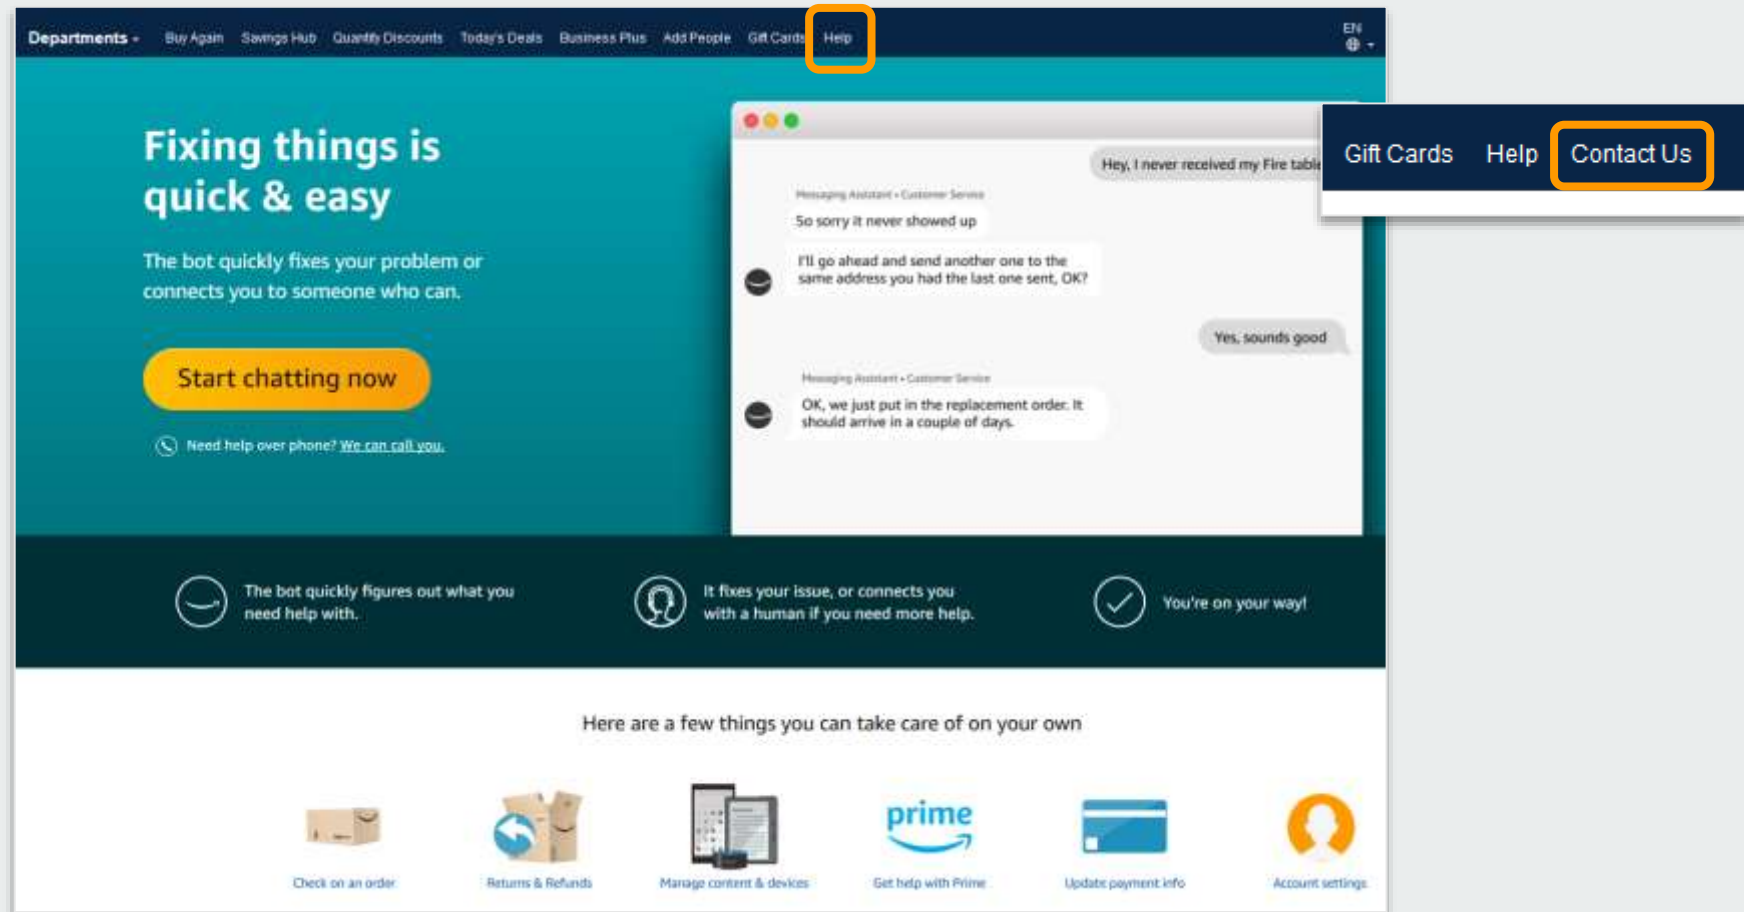 Departments Buy Again Savings Hub Quantity Discounts Today's Deals Business Plus Add People Gift Cards Help EN
Gift Cards Help Contact Us
Fixing things is
quick & easy
The bot quickly fixes your problem or
connects you to someone who can.
Start chatting now
Need help over phone? We can call you.
Hey, I never received my Fire table
Messaging Assistant • Customer Service
So sorry it never showed up
I'll go ahead and send another one to the
same address you had the last one sent, OK?
Yes, sounds good
Messaging Assistant • Customer Service
OK, we just put in the replacement order. It
should arrive in a couple of days.
The bot quickly figures out what you
need help with.
It fixes your issue, or connects you
with a human if you need more help.
You're on your way!
Here are a few things you can take care of on your own
prime
Check on an order
Returns & Refunds
Manage content & devices
Get help with Prime
Update payment info
Account settings